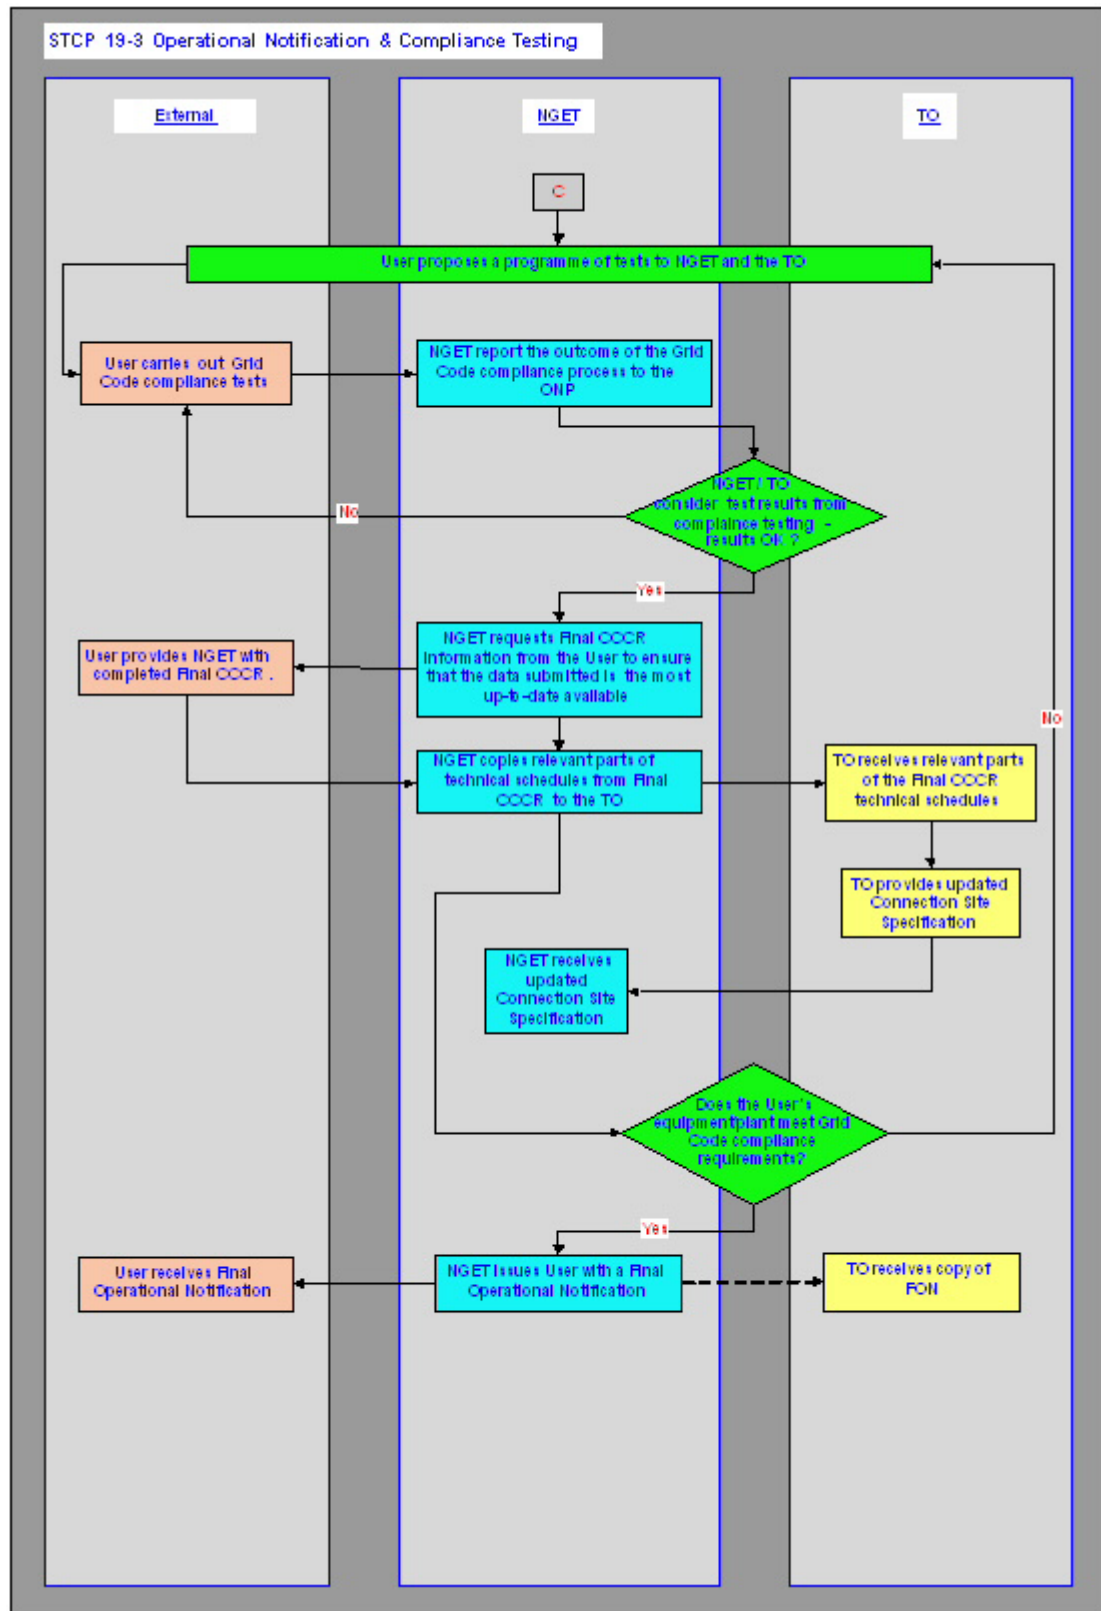 STCP 19-3 Operational Notification & Compliance Testing
External
NGET
TO
C
User proposes a programme of tests to NGET and the TO
User carries out Grid
Code compliance tests
NGET report the outcome of the Grid
Code compliance process to the
ONP
NGET / TO
consider test results from
complaince testing -
results OK ?
No
Yes
NGET requests Final CCCR
information from the User to ensure
that the data submitted is the most
up-to-date available
User provides NGET with
completed Final CCCR .
No
NGET copies relevant parts of
technical schedules from Final
CCCR to the TO
TO receives relevant parts
of the Final CCCR
technical schedules
TO provides updated
Connection Site
Specification
NGET receives
updated
Connection Site
Specification
Does the User's
equipmentplant meet Grid
Code compliance
requirements?
Yes
User receives Final
Operational Notification
NGET issues User with a Final
Operational Notification
TO receives copy of
FON